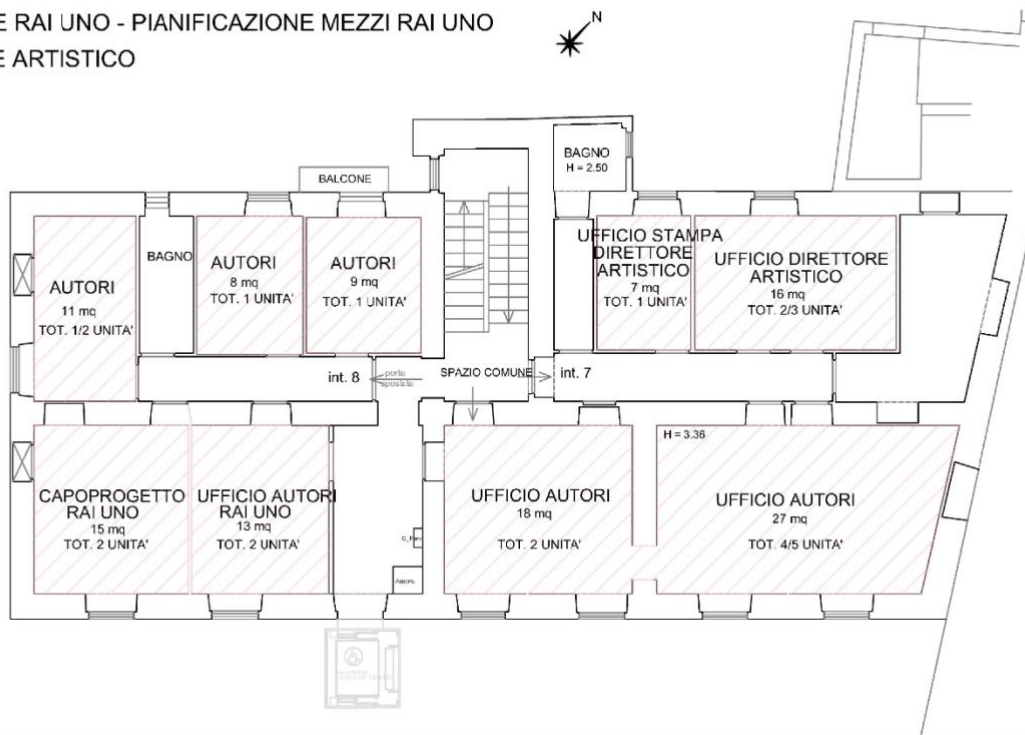 E RAI UNO - PIANIFICAZIONE MEZZI RAI UNO
E ARTISTICO
N
BALCONE
BAGNO
H = 2.50
AUTORI
11 mq
TOT. 1/2 UNITA'
BAGNO
AUTORI
8 mq
TOT. 1 UNITA'
AUTORI
9 mq
TOT. 1 UNITA'
UFFICIO STAMPA
DIRETTORE
ARTISTICO
7 mq
TOT. 1 UNITA'
UFFICIO DIRETTORE
ARTISTICO
16 mq
TOT. 2/3 UNITA'
int. 8
porta
SPAZIO COMUNE
int. 7
CAPOPROGETTO
RAI UNO
15 mq
TOT. 2 UNITA'
UFFICIO AUTORI
RAI UNO
13 mq
TOT. 2 UNITA'
UFFICIO AUTORI
18 mq
TOT. 2 UNITA'
H = 3.36
UFFICIO AUTORI
27 mq
TOT. 4/5 UNITA'